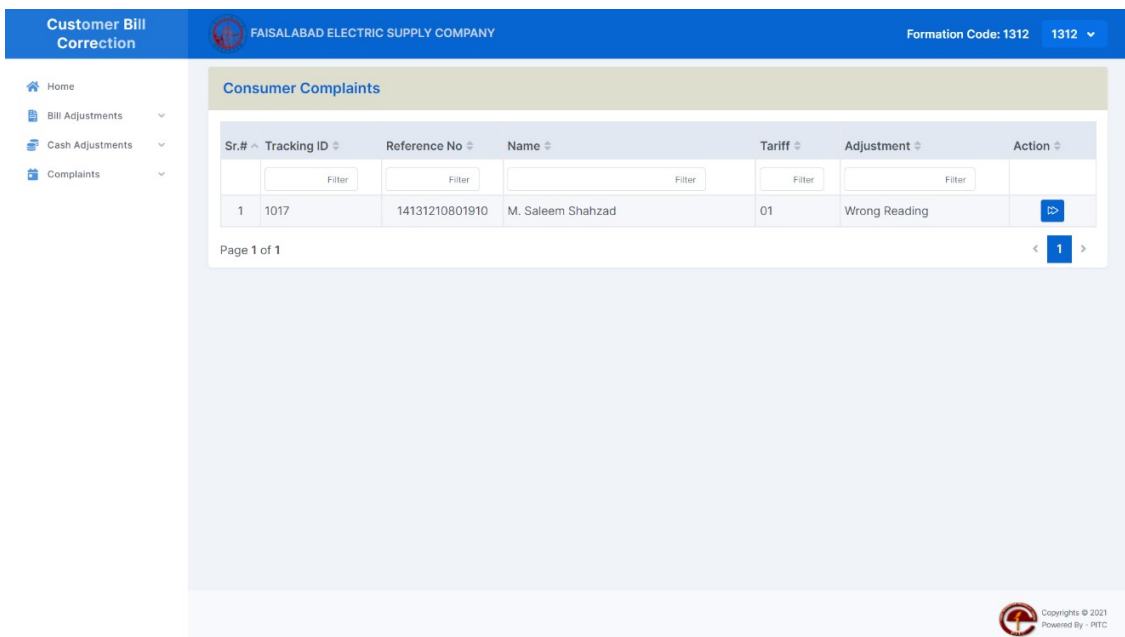 Customer Bill
Correction
FAISALABAD ELECTRIC SUPPLY COMPANY
Formation Code: 1312
1312
Home
Bill Adjustments
Cash Adjustments
Complaints
Consumer Complaints
Sr.# Tracking ID Reference No Name Tariff Adjustment Action
Filter Filter Filter Filter Filter
1 1017 14131210801910 M. Saleem Shahzad 01 Wrong Reading
Page 1 of 1
< 1 >
Copyrights © 2021
Powered By - PITC